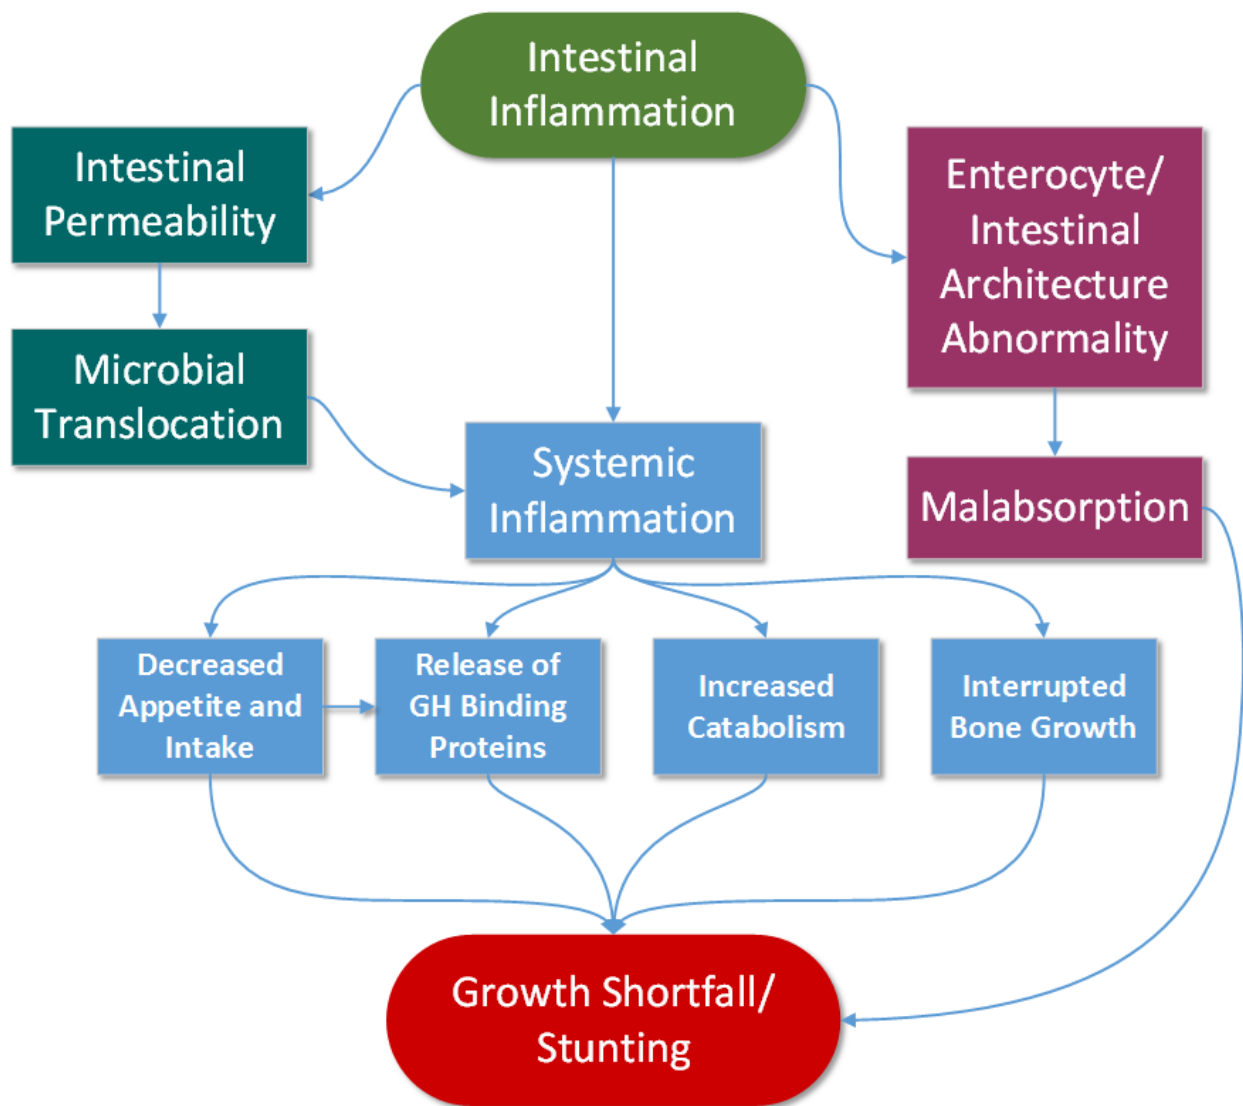 Intestinal
Inflammation
Intestinal
Permeability
Enterocyte/
Intestinal
Architecture
Abnormality
Microbial
Translocation
Systemic
Inflammation
Malabsorption
Decreased
Appetite and
Intake
Release of
GH Binding
Proteins
Increased
Catabolism
Interrupted
Bone Growth
Growth Shortfall/
Stunting